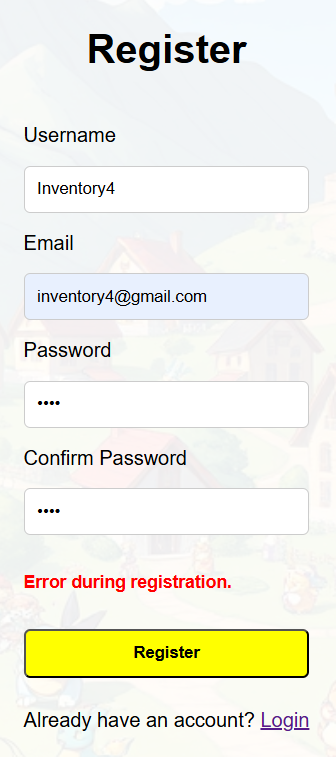 Register
Username
Inventory4
Email
inventory4@gmail.com
Password
••••
Confirm Password
••••
Error during registration.
Register
Already have an account? Login